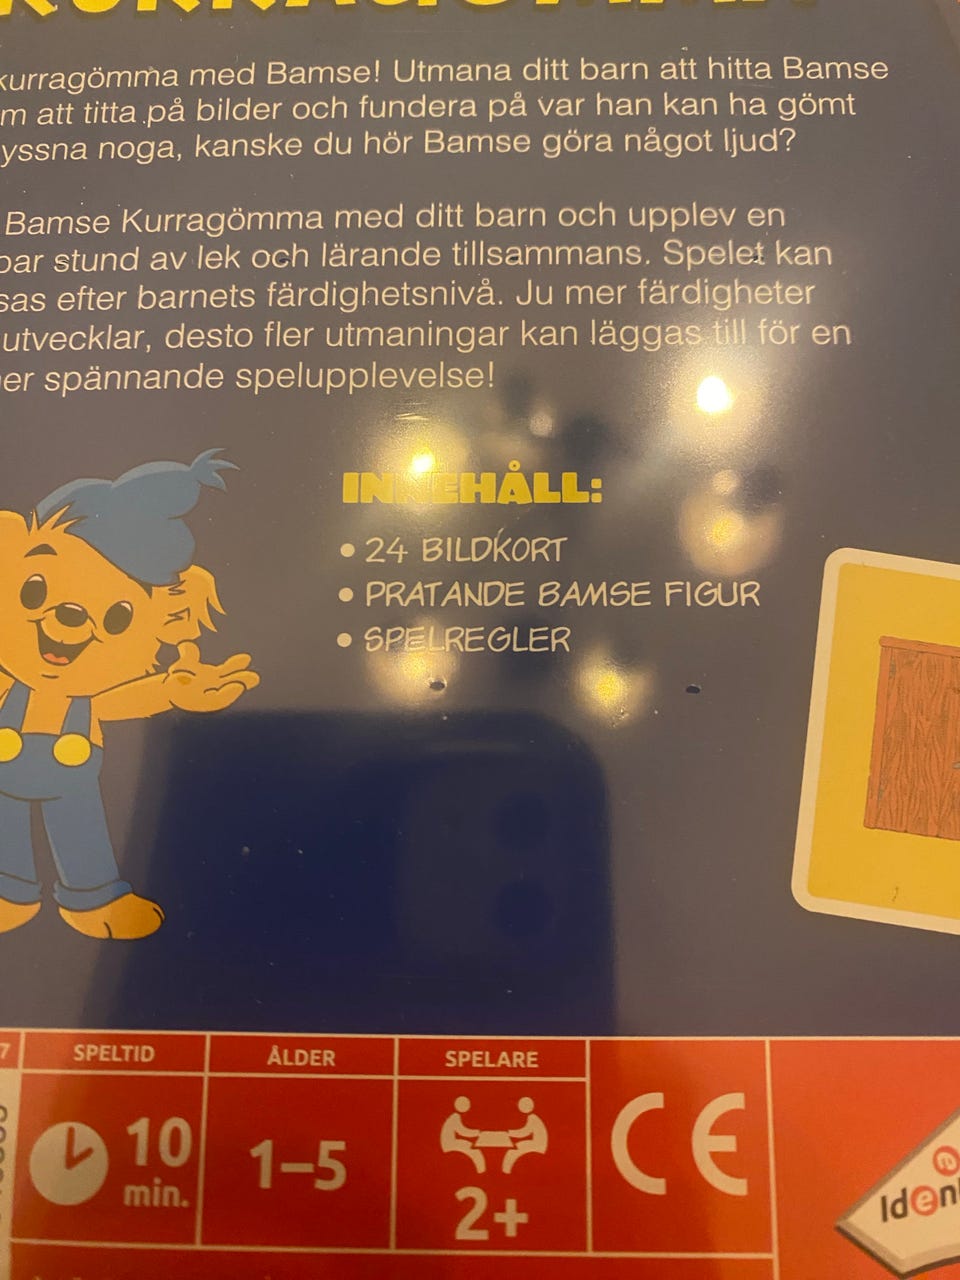 KURRAGÖMMA
kurragömma med Bamse! Utmana ditt barn att hitta Bamse
m att titta på bilder och fundera på var han kan ha gömt
yssna noga, kanske du hör Bamse göra något ljud?
Bamse Kurragömma med ditt barn och upplev en
bar stund av lek och lärande tillsammans. Spelet kan
sas efter barnets färdighetsnivå. Ju mer färdigheter
utvecklar, desto fler utmaningar kan läggas till för en
er spännande spelupplevelse!
INNEHÅLL:
• 24 BILDKORT
• PRATANDE BAMSE FIGUR
• SPELREGLER
7
SPELTID
ÅLDER
SPELARE
10
min.
1–5
2+
CE
Iden